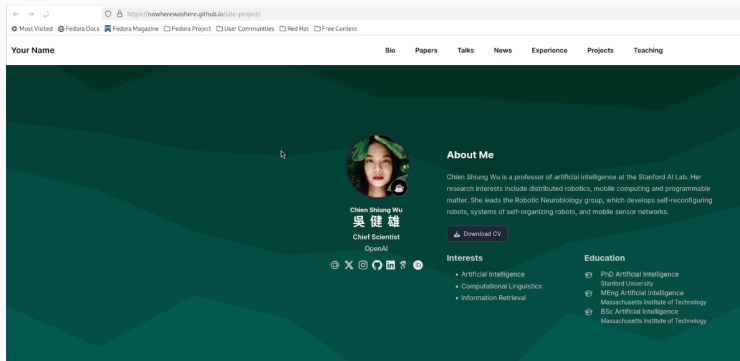 https://nowherewashere.github.io/site-project/
Most Visited Fedora Docs Fedora Magazine Fedora Project User Communities Red Hat Free Content
Your Name Bio Papers Talks News Experience Projects Teaching
About Me
Chien Shiung Wu is a professor of artificial intelligence at the Stanford AI Lab. Her
research interests include distributed robotics, mobile computing and programmable
matter. She leads the Robotic Neurobiology group, which develops self-reconfiguring
robots, systems of self-organizing robots, and mobile sensor networks.
Chien Shiung Wu
吳健雄
Chief Scientist
OpenAI
Download CV
Interests
Artificial Intelligence
Computational Linguistics
Information Retrieval
Education
PhD Artificial Intelligence
Stanford University
MEng Artificial Intelligence
Massachusetts Institute of Technology
BSc Artificial Intelligence
Massachusetts Institute of Technology